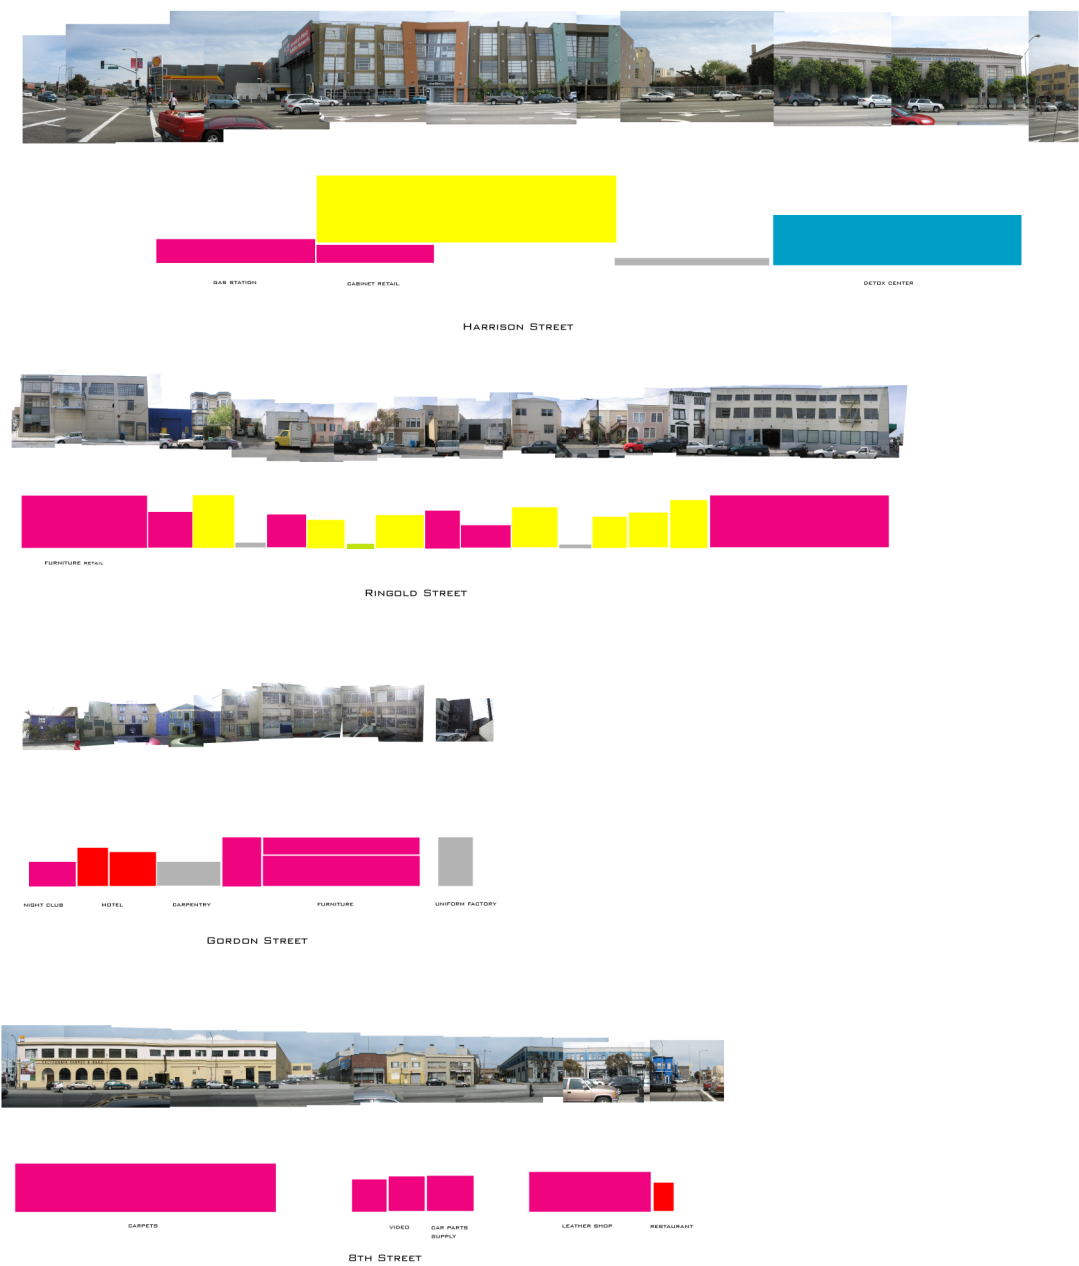 GAS STATION
CABINET RETAIL
DETOX CENTER
HARRISON STREET
FURNITURE RETAIL
RINGOLD STREET
NIGHT CLUB
HOTEL
CARPENTRY
FURNITURE
UNIFORM FACTORY
GORDON STREET
CARPETS
VIDEO
CAR PARTS
SUPPLY
LEATHER SHOP
RESTAURANT
8TH STREET